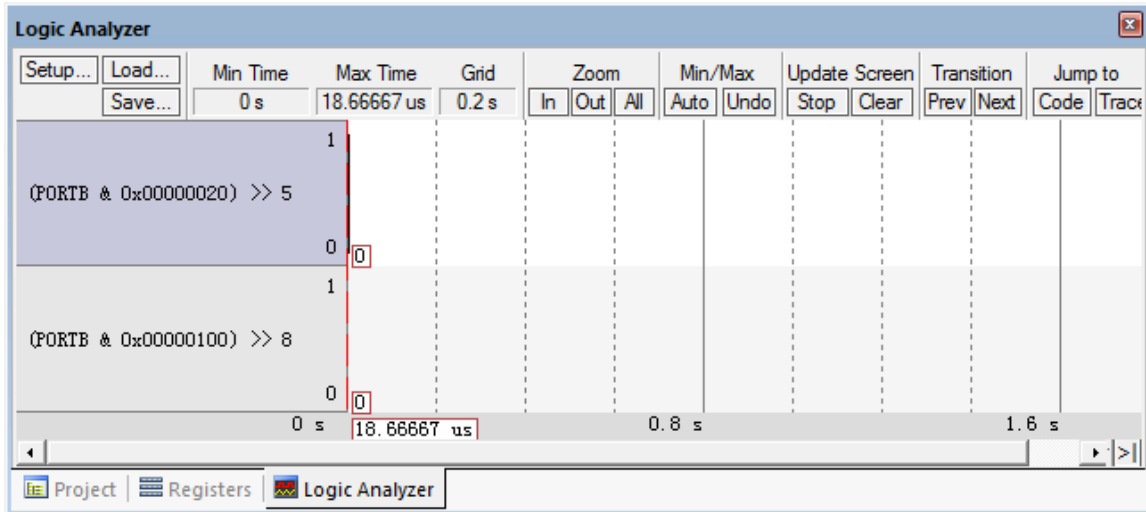 Logic Analyzer
Setup... Load... Min Time Max Time Grid Zoom Min/Max Update Screen Transition Jump to
Save... 0 s 18.66667 us 0.2 s In Out All Auto Undo Stop Clear Prev Next Code Trace
1
(PORTB & 0x00000020) >> 5
0 0
1
(PORTB & 0x00000100) >> 8
0 0
0 s 18.66667 us 0.8 s 1.6 s
Project Registers Logic Analyzer